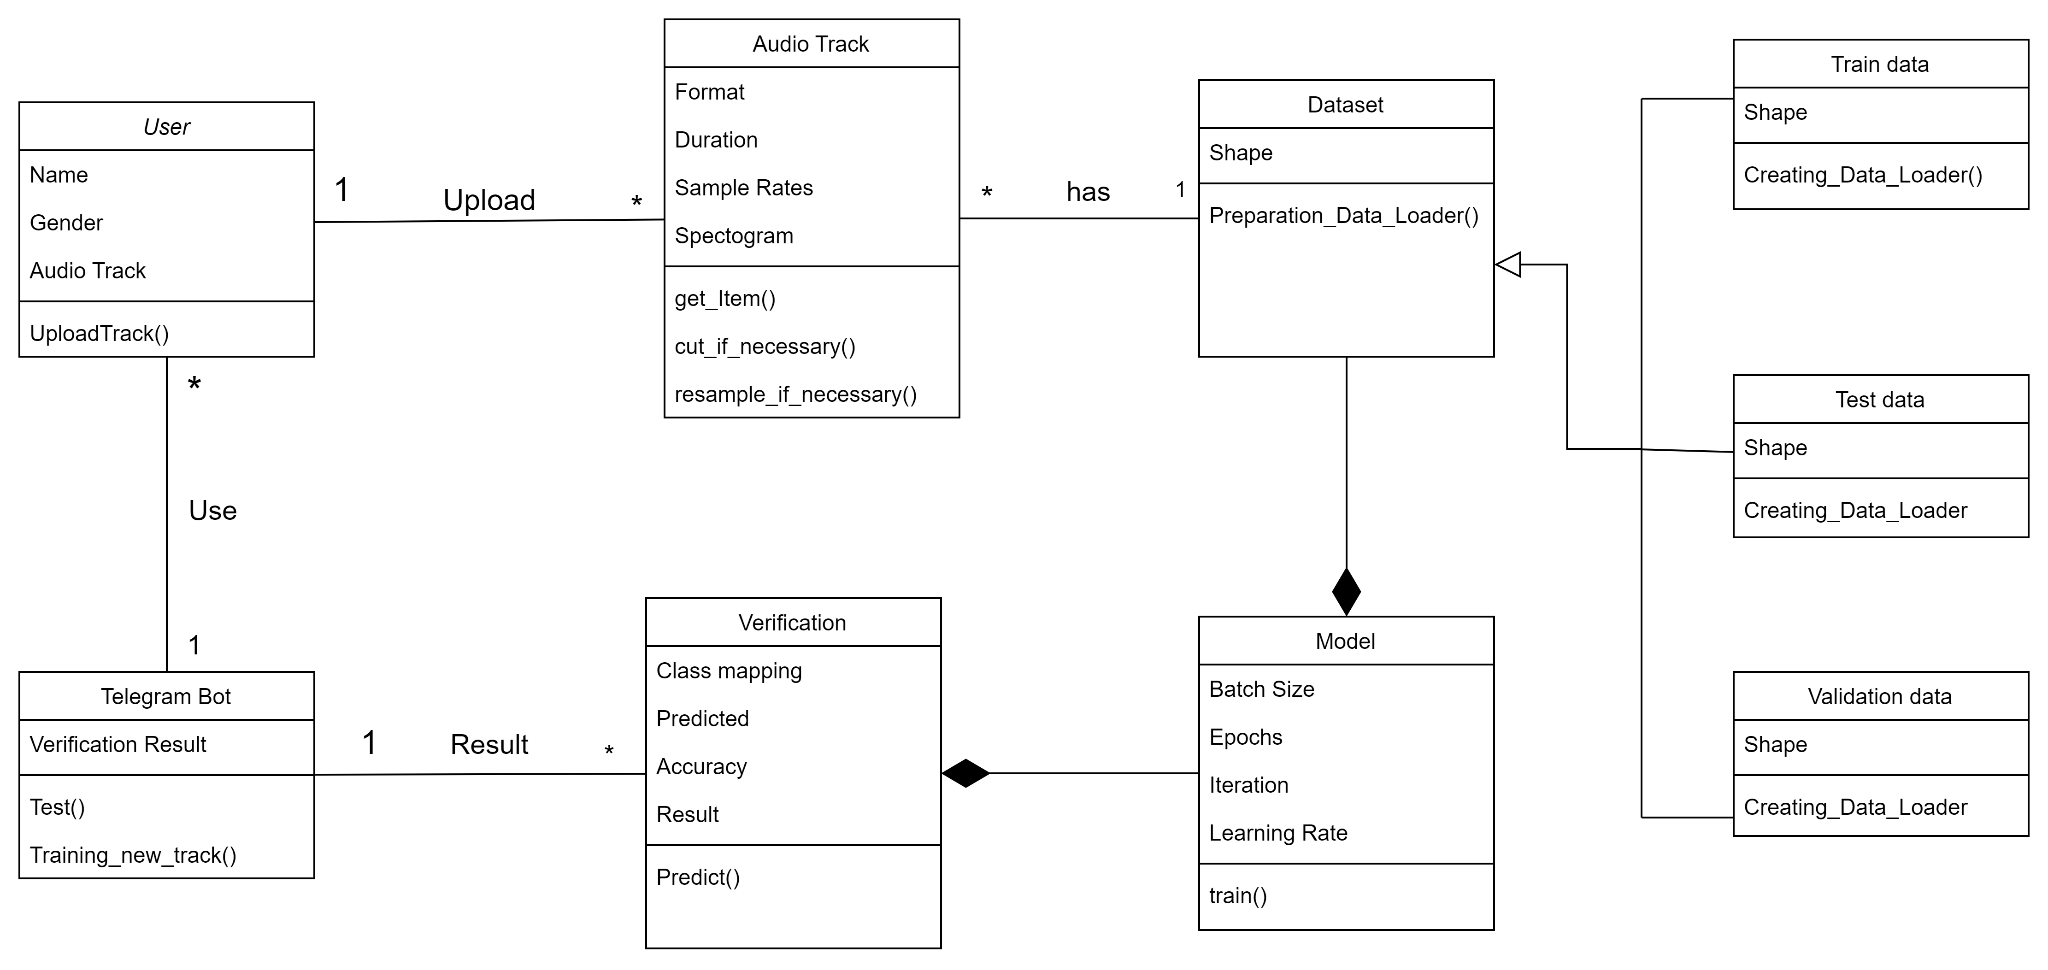 User
Name
Gender
Audio Track
UploadTrack()
1
Upload
*
Audio Track
Format
Duration
Sample Rates
Spectogram
get_Item()
cut_if_necessary()
resample_if_necessary()
*
has
1
Dataset
Shape
Preparation_Data_Loader()
Train data
Shape
Creating_Data_Loader()
Test data
Shape
Creating_Data_Loader
Validation data
Shape
Creating_Data_Loader
*
Use
1
Telegram Bot
Verification Result
Test()
Training_new_track()
1
Result
*
Verification
Class mapping
Predicted
Accuracy
Result
Predict()
Model
Batch Size
Epochs
Iteration
Learning Rate
train()